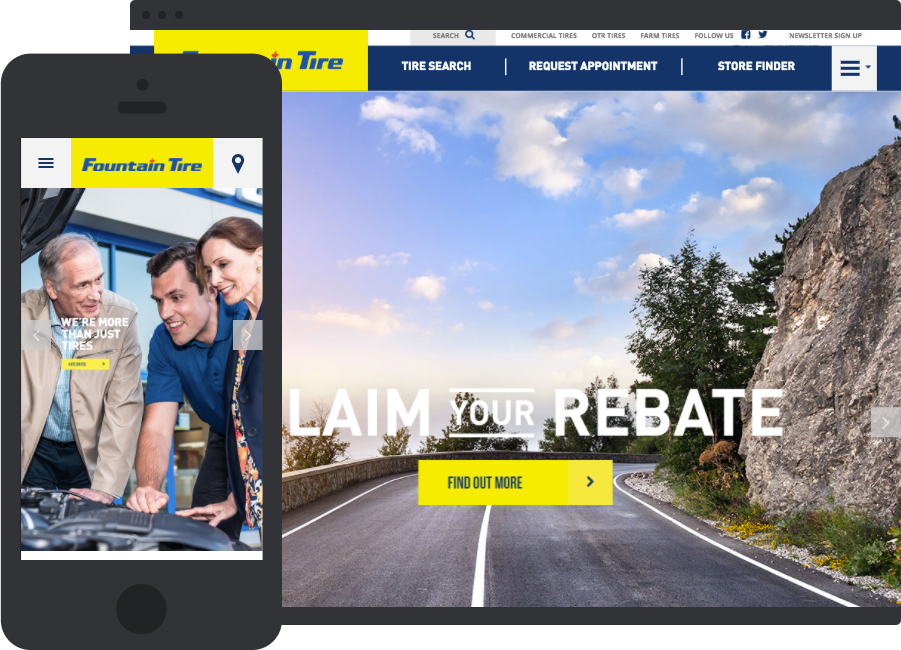 SEARCH
COMMERCIAL TIRES
OTR TIRES
FARM TIRES
FOLLOW US
NEWSLETTER SIGN UP
in Tire
TIRE SEARCH
REQUEST APPOINTMENT
STORE FINDER
LAIM YOUR REBATE
FIND OUT MORE
Fountain Tire
WE'RE MORE
THAN JUST
TIRES